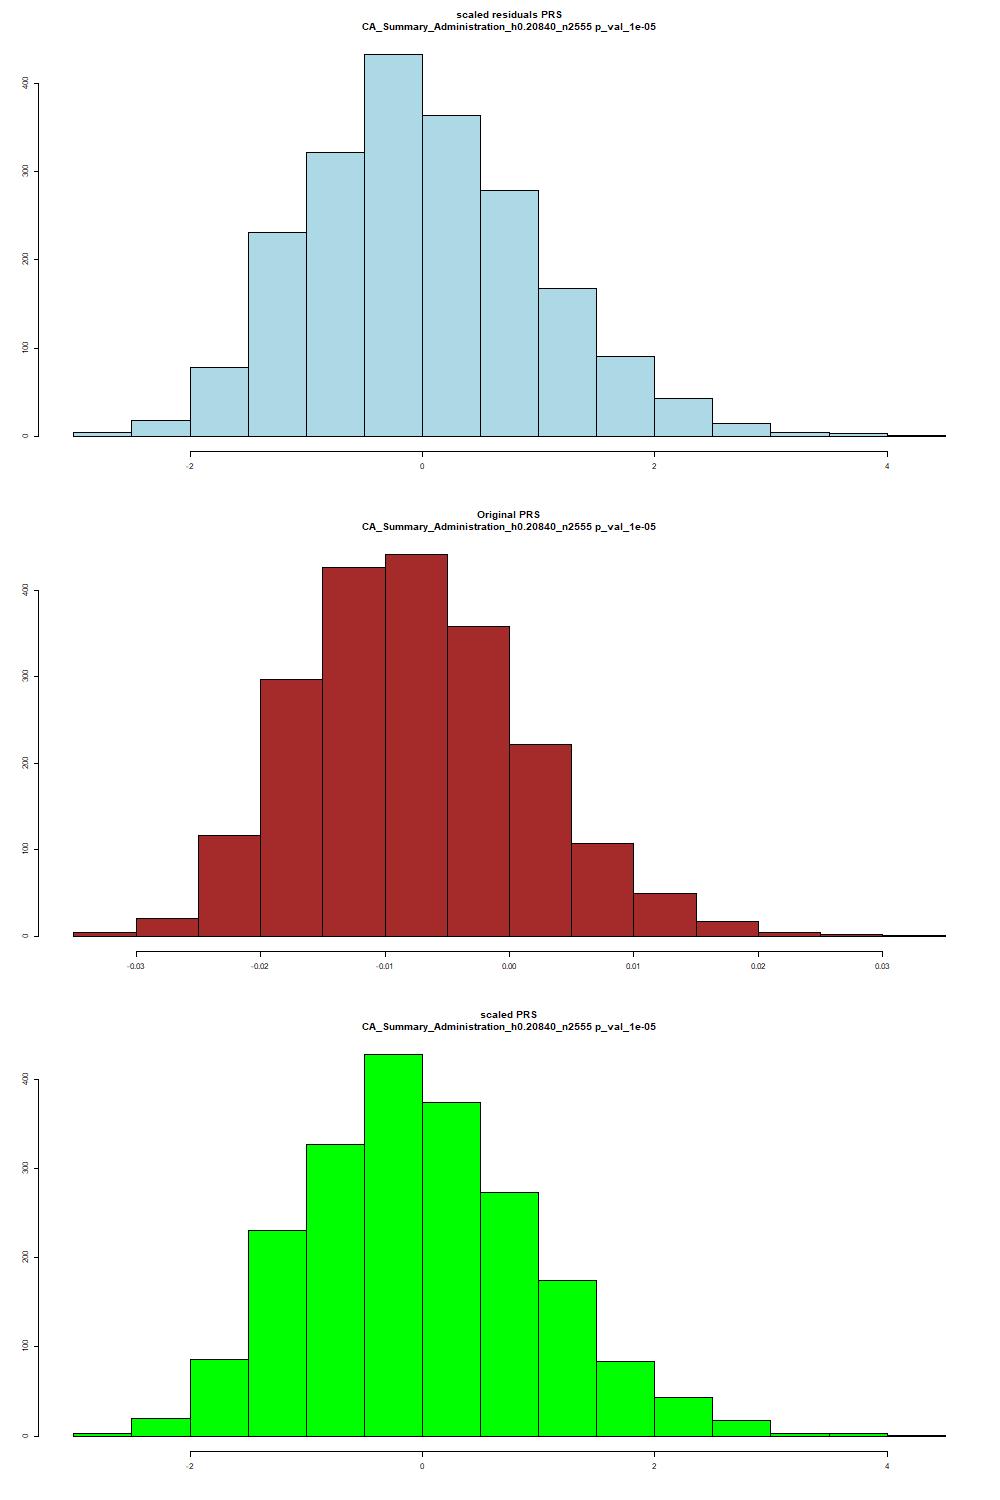 scaled residuals PRS
CA_Summary_Administration_h0.20840_n2555 p_val_1e-05
400
300
200
100
0
-2 0 2 4
Original PRS
CA_Summary_Administration_h0.20840_n2555 p_val_1e-05
400
300
200
100
0
-0.03 -0.02 -0.01 0.00 0.01 0.02 0.03
scaled PRS
CA_Summary_Administration_h0.20840_n2555 p_val_1e-05
400
300
200
100
0
-2 0 2 4